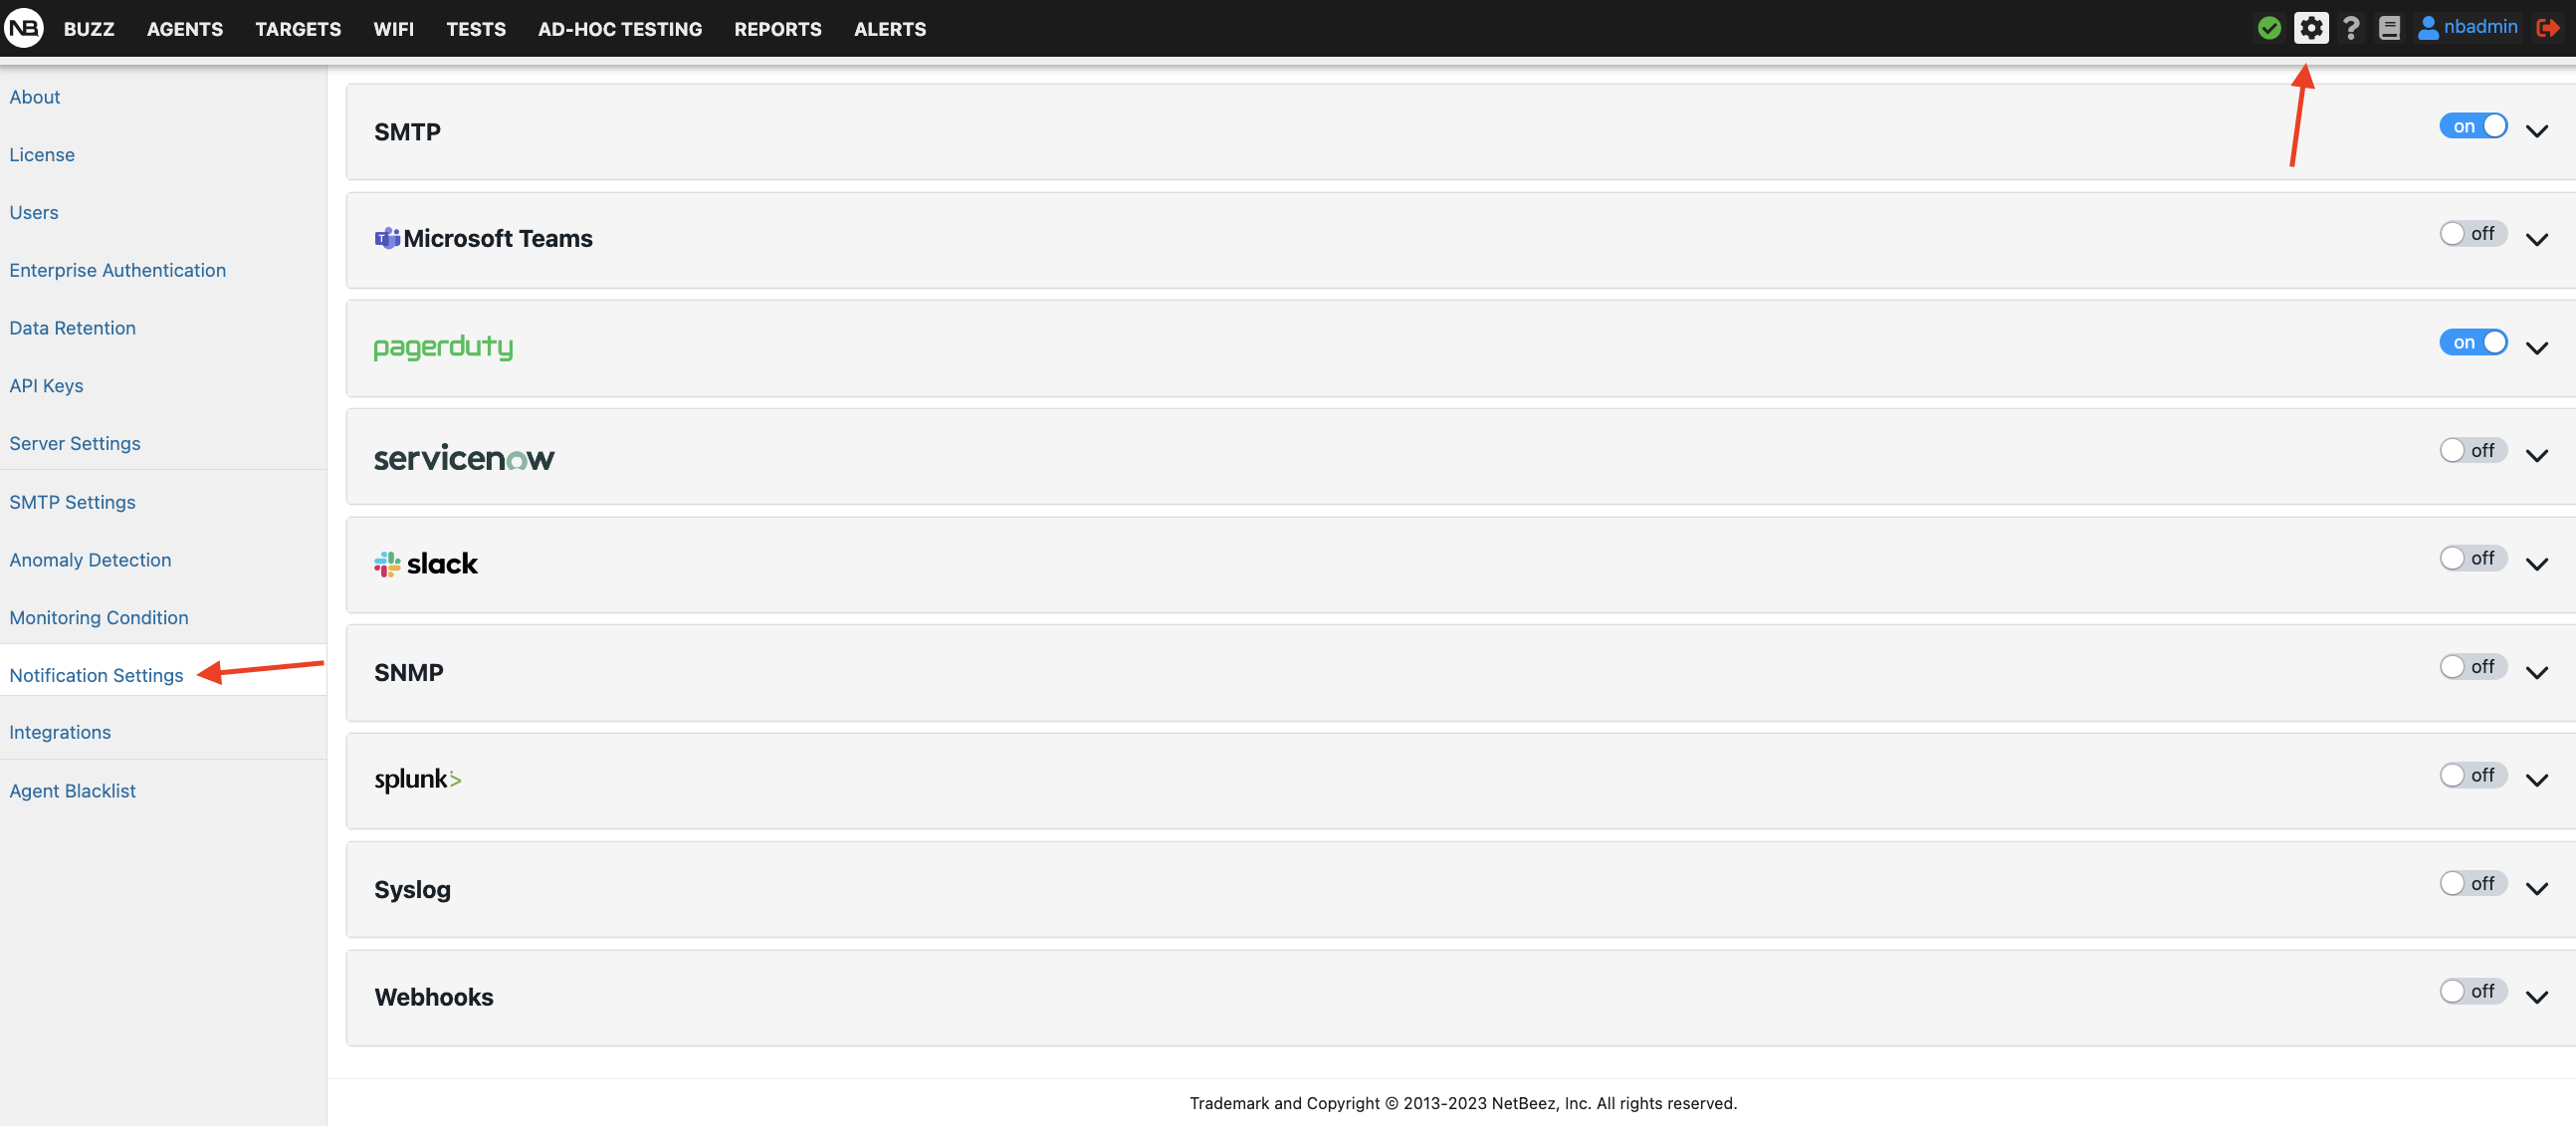 NB BUZZ AGENTS TARGETS WIFI TESTS AD-HOC TESTING REPORTS ALERTS ? nbadmin
About
License
Users
Enterprise Authentication
Data Retention
API Keys
Server Settings
SMTP Settings
Anomaly Detection
Monitoring Condition
Notification Settings
Integrations
Agent Blacklist
SMTP on
Microsoft Teams off
pagerduty on
servicenow off
slack off
SNMP off
splunk> off
Syslog off
Webhooks off
Trademark and Copyright © 2013-2023 NetBeez, Inc. All rights reserved.